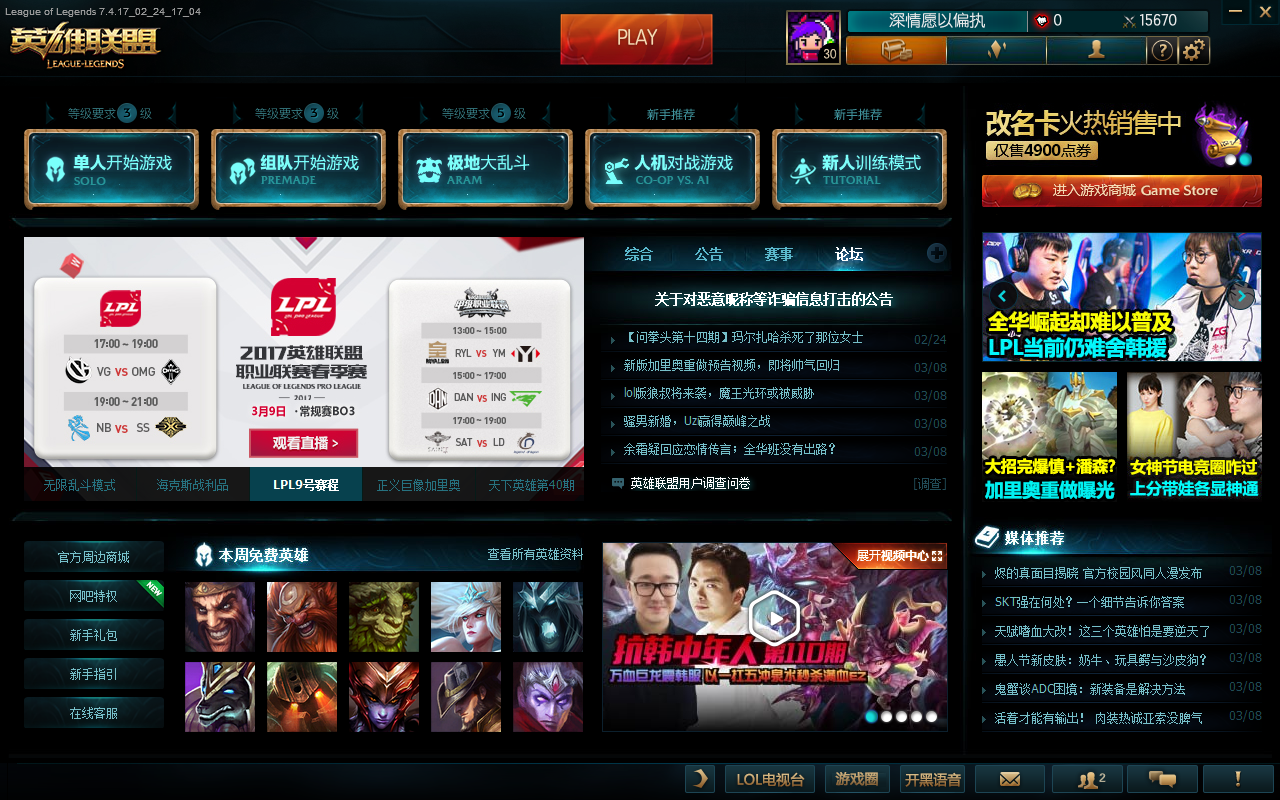 League of Legends 7.4.17_02_24_17_04
英雄联盟
LEAGUE of LEGENDS
PLAY
30
深情愿以偏执
0
15670
?
等级要求 3 级
等级要求 3 级
等级要求 5 级
新手推荐
新手推荐
单人开始游戏
SOLO
组队开始游戏
PREMADE
极地大乱斗
ARAM
人机对战游戏
CO-OP VS. AI
新人训练模式
TUTORIAL
改名卡火热销售中
仅售4900点券
进入游戏商城 Game Store
LPL
17:00 ~ 19:00
VG VS OMG
19:00 ~ 21:00
NB VS SS
LPL
2017英雄联盟
职业联赛春季赛
LEAGUE OF LEGENDS PRO LEAGUE
2017
3月9日 · 常规赛BO3
观看直播 >
甲级职业联赛
13:00 ~ 15:00
RYL VS YM
15:00 ~ 17:00
DAN VS ING
17:00 ~ 19:00
SAT VS LD
无限乱斗模式
海克斯战利品
LPL9号赛程
正义巨像加里奥
天下英雄第40期
综合
公告
赛事
论坛
关于对恶意昵称等诈骗信息打击的公告
【问拳头第十四期】玛尔扎哈杀死了那位女士 02/24
新版加里奥重做预告视频，即将帅气回归 03/08
lol版狼叔将来袭，魔王光环或被威胁 03/08
骚男新婚，Uzi赢得巅峰之战 03/08
余霜疑回应恋情传言；全华班没有出路？ 03/08
英雄联盟用户调查问卷 [调查]
全华崛起却难以普及
LPL当前仍难舍韩援
大招完爆慎+潘森?
加里奥重做曝光
女神节电竞圈咋过
上分带娃各显神通
官方周边商城
网吧特权
NEW
新手礼包
新手指引
在线客服
本周免费英雄
查看所有英雄资料
展开视频中心
抗韩中年人 第110期
万血巨龙震韩服 以一扛五冲泉水秒杀满血EZ
媒体推荐
烬的真面目揭晓 官方校园风同人漫发布 03/08
SKT强在何处？一个细节告诉你答案 03/08
天赋嗜血大改！这三个英雄怕是要逆天了 03/08
愚人节新皮肤：奶牛、玩具鳄与沙皮狗？ 03/08
鬼蟹谈ADC困境：新装备是解决方法 03/08
活着才能有输出！ 肉装热诚亚索没脾气 03/08
LOL电视台
游戏圈
开黑语音
2
!